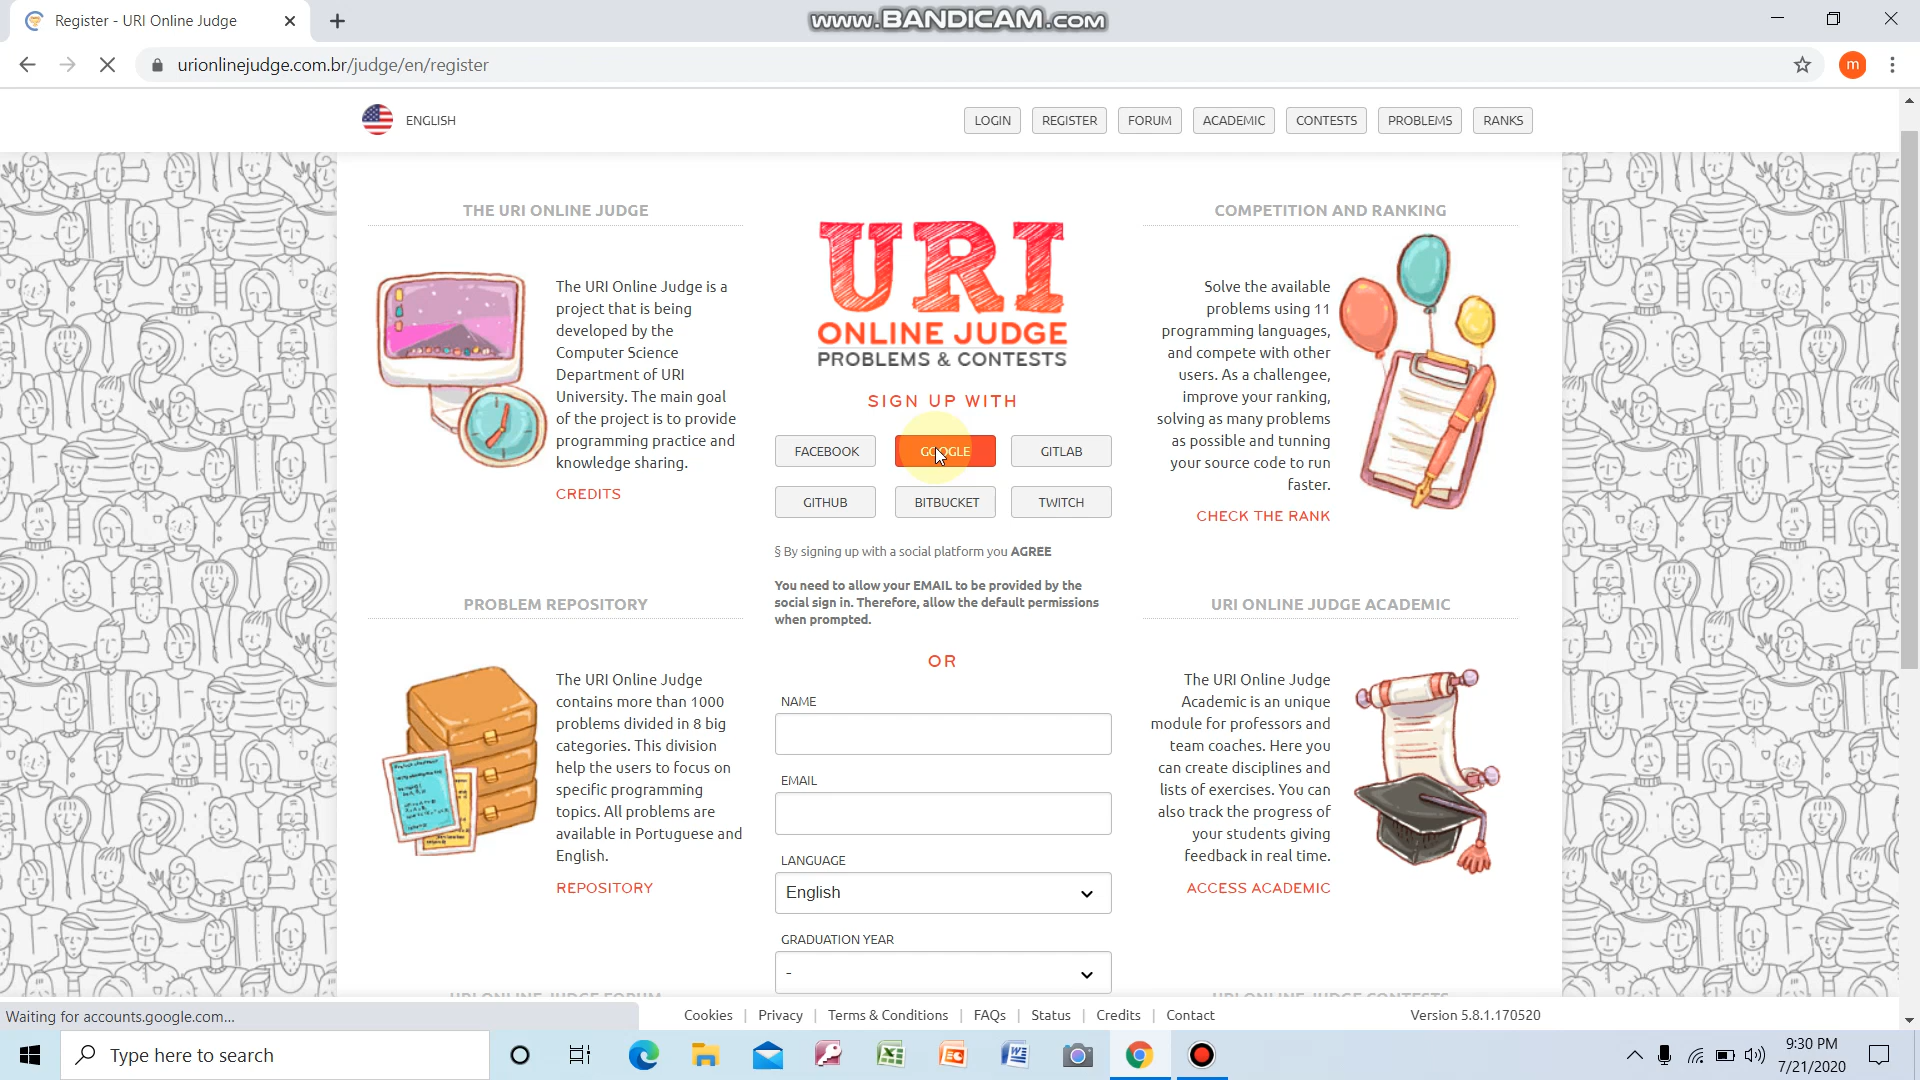 Register - URI Online Judge
www.BANDICAM.com
urionlinejudge.com.br/judge/en/register
m
ENGLISH
LOGIN
REGISTER
FORUM
ACADEMIC
CONTESTS
PROBLEMS
RANKS
THE URI ONLINE JUDGE
The URI Online Judge is a
project that is being
developed by the
Computer Science
Department of URI
University. The main goal
of the project is to provide
programming practice and
knowledge sharing.
CREDITS
URI
ONLINE JUDGE
PROBLEMS & CONTESTS
SIGN UP WITH
FACEBOOK
GOOGLE
GITLAB
GITHUB
BITBUCKET
TWITCH
§ By signing up with a social platform you AGREE
You need to allow your EMAIL to be provided by the
social sign in. Therefore, allow the default permissions
when prompted.
OR
NAME
EMAIL
LANGUAGE
English
GRADUATION YEAR
-
COMPETITION AND RANKING
Solve the available
problems using 11
programming languages,
and compete with other
users. As a challengee,
improve your ranking,
solving as many problems
as possible and tunning
your source code to run
faster.
CHECK THE RANK
PROBLEM REPOSITORY
The URI Online Judge
contains more than 1000
problems divided in 8 big
categories. This division
help the users to focus on
specific programming
topics. All problems are
available in Portuguese and
English.
REPOSITORY
URI ONLINE JUDGE ACADEMIC
The URI Online Judge
Academic is an unique
module for professors and
team coaches. Here you
can create disciplines and
lists of exercises. You can
also track the progress of
your students giving
feedback in real time.
ACCESS ACADEMIC
URI ONLINE JUDGE FORUM
URI ONLINE JUDGE CONTESTS
Waiting for accounts.google.com...
Cookies
Privacy
Terms & Conditions
FAQs
Status
Credits
Contact
Version 5.8.1.170520
Type here to search
9:30 PM
7/21/2020